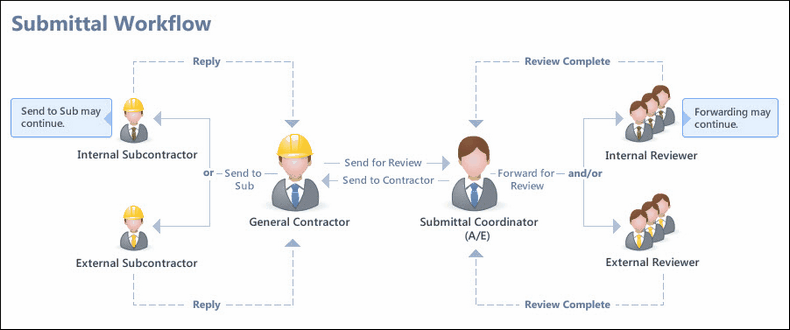 Submittal Workflow
Reply
Review Complete
Send to Sub may
continue.
Forwarding may
continue.
Internal Subcontractor
Internal Reviewer
or
Send to
Sub
Send for Review
Send to Contractor
Forward for
Review
and/or
General Contractor
Submittal Coordinator
(A/E)
External Subcontractor
External Reviewer
Reply
Review Complete